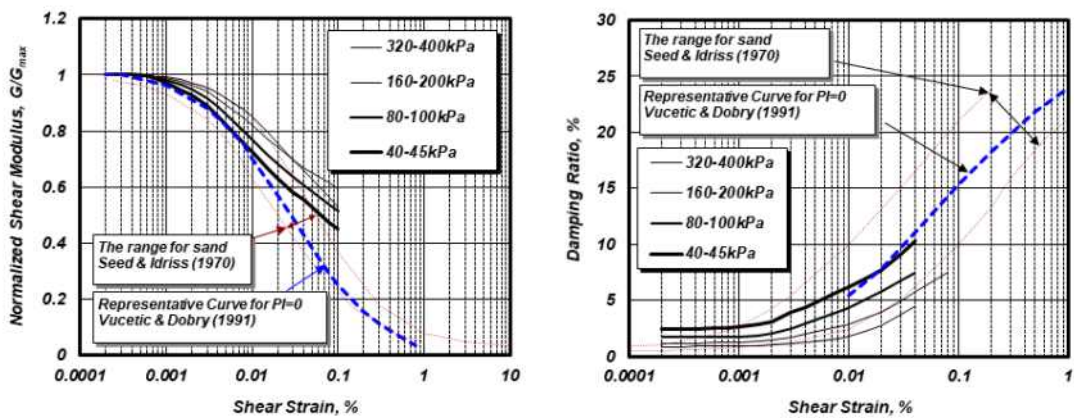 1.2
1
0.8
0.6
0.4
0.2
0
Normalized Shear Modulus, G/Gmax
320-400kPa
160-200kPa
80-100kPa
40-45kPa
The range for sand
Seed & Idriss (1970)
Representative Curve for PI=0
Vucetic & Dobry (1991)
0.0001 0.001 0.01 0.1 1 10
Shear Strain, %
30
25
20
15
10
5
0
Damping Ratio, %
The range for sand
Seed & Idriss (1970)
Representative Curve for PI=0
Vucetic & Dobry (1991)
320-400kPa
160-200kPa
80-100kPa
40-45kPa
0.0001 0.001 0.01 0.1 1
Shear Strain, %